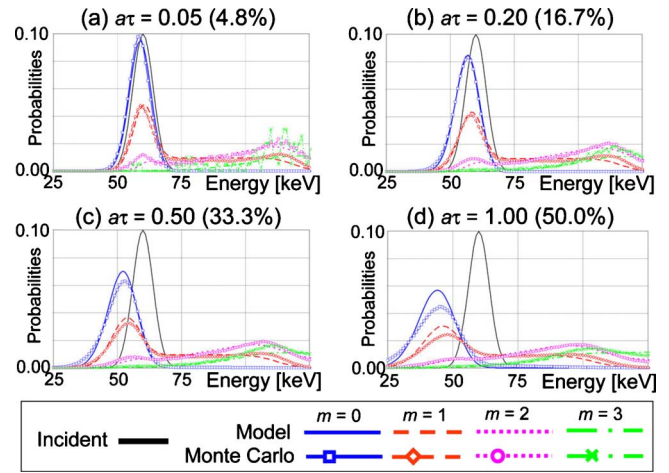 (a) aτ = 0.05 (4.8%)
0.10
Probabilities
0.00
25 50 75 Energy [keV]
(b) aτ = 0.20 (16.7%)
0.10
Probabilities
0.00
25 50 75 Energy [keV]
(c) aτ = 0.50 (33.3%)
0.10
Probabilities
0.00
25 50 75 Energy [keV]
(d) aτ = 1.00 (50.0%)
0.10
Probabilities
0.00
25 50 75 Energy [keV]
m = 0 m = 1 m = 2 m = 3
Incident
Model
Monte Carlo